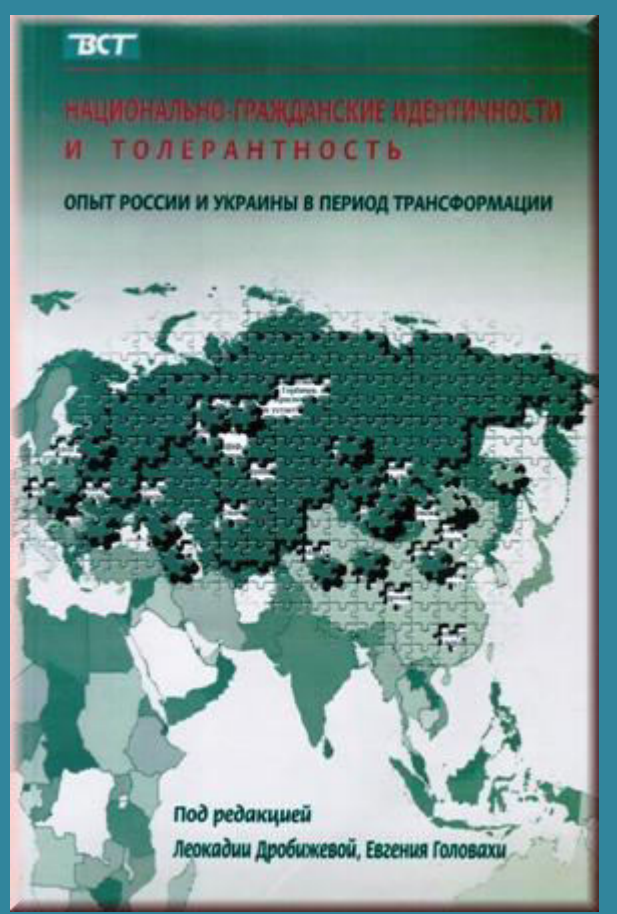 ВСТ
НАЦИОНАЛЬНО-ГРАЖДАНСКИЕ ИДЕНТИЧНОСТИ
И ТОЛЕРАНТНОСТЬ
ОПЫТ РОССИИ И УКРАИНЫ В ПЕРИОД ТРАНСФОРМАЦИИ
Под редакцией
Леокадии Дробижевой, Евгения Головахи